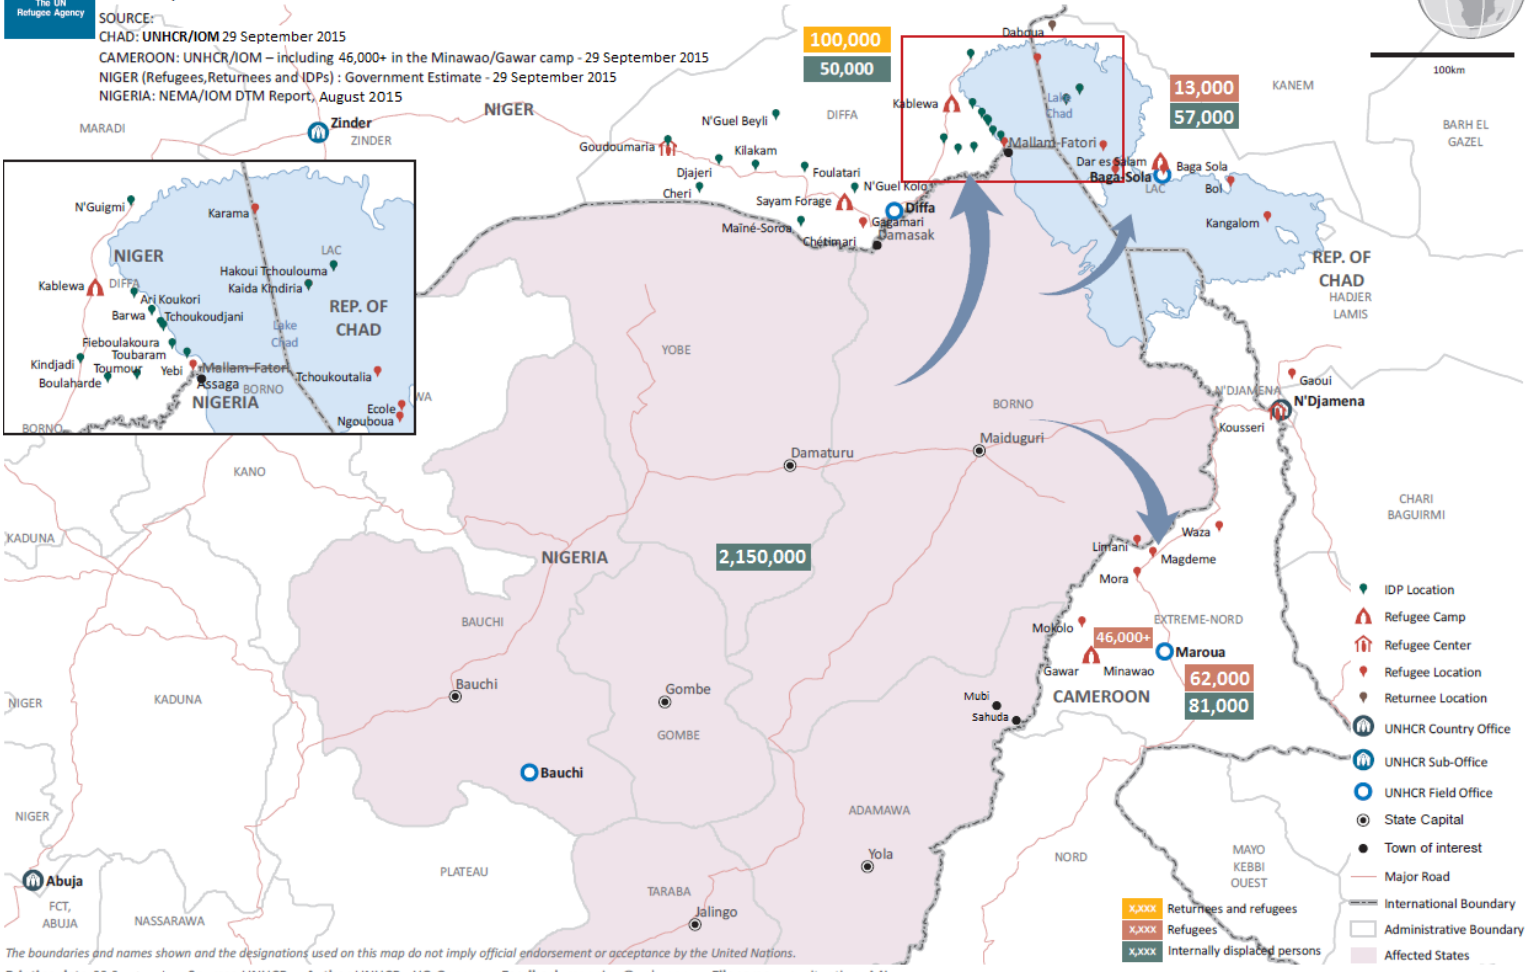 The UN
Refugee Agency
SOURCE:
CHAD: UNHCR/IOM 29 September 2015
CAMEROON: UNHCR/IOM – including 46,000+ in the Minawao/Gawar camp - 29 September 2015
NIGER (Refugees,Returnees and IDPs) : Government Estimate - 29 September 2015
NIGERIA: NEMA/IOM DTM Report, August 2015
100,000
50,000
Daboua
100km
13,000
57,000
KANEM
BARH EL
GAZEL
MARADI
Zinder
ZINDER
NIGER
N'Guel Beyli
DIFFA
Kablewa
Lake
Chad
Goudoumaria
Kilakam
Mallam-Fatori
Djajeri
Foulatari
Dar es Salam
Baga Sola
Baga-Sola
LAC
Bol
Cheri
N'Guel Kolo
Sayam Forage
Diffa
Gagamari
Kangalom
Maïné-Soroa
Chétimari
Damasak
REP. OF
CHAD
HADJER
LAMIS
N'Guigmi
Karama
NIGER
LAC
Hakoui Tchoulouma
Kablewa
DIFFA
Kaida Kindiria
Ari Koukori
REP. OF
CHAD
Barwa
Tchoukoudjani
Lake
Chad
Fieboulakoura
Toubaram
Kindjadi
Toumour
Yebi
Mallam-Fatori
Tchoukoutalia
Boulaharde
Assaga
BORNO
NIGERIA
WA
Ecole
Ngouboua
BORNO
YOBE
BORNO
N'DJAMENA
Gaoui
N'Djamena
Kousseri
Maiduguri
Damaturu
KANO
KADUNA
CHARI
BAGUIRMI
NIGERIA
2,150,000
Waza
Limani
Magdeme
Mora
BAUCHI
Mokolo
46,000+
EXTREME-NORD
Maroua
Gawar
Minawao
62,000
81,000
CAMEROON
NIGER
KADUNA
Bauchi
Gombe
Mubi
Sahuda
GOMBE
Bauchi
NIGER
ADAMAWA
Yola
PLATEAU
NORD
MAYO
KEBBI
OUEST
Abuja
FCT,
ABUJA
NASSARAWA
TARABA
Jalingo
IDP Location
Refugee Camp
Refugee Center
Refugee Location
Returnee Location
UNHCR Country Office
UNHCR Sub-Office
UNHCR Field Office
State Capital
Town of interest
Major Road
International Boundary
Administrative Boundary
Affected States
x,xxx Returnees and refugees
x,xxx Refugees
x,xxx Internally displaced persons
The boundaries and names shown and the designations used on this map do not imply official endorsement or acceptance by the United Nations.